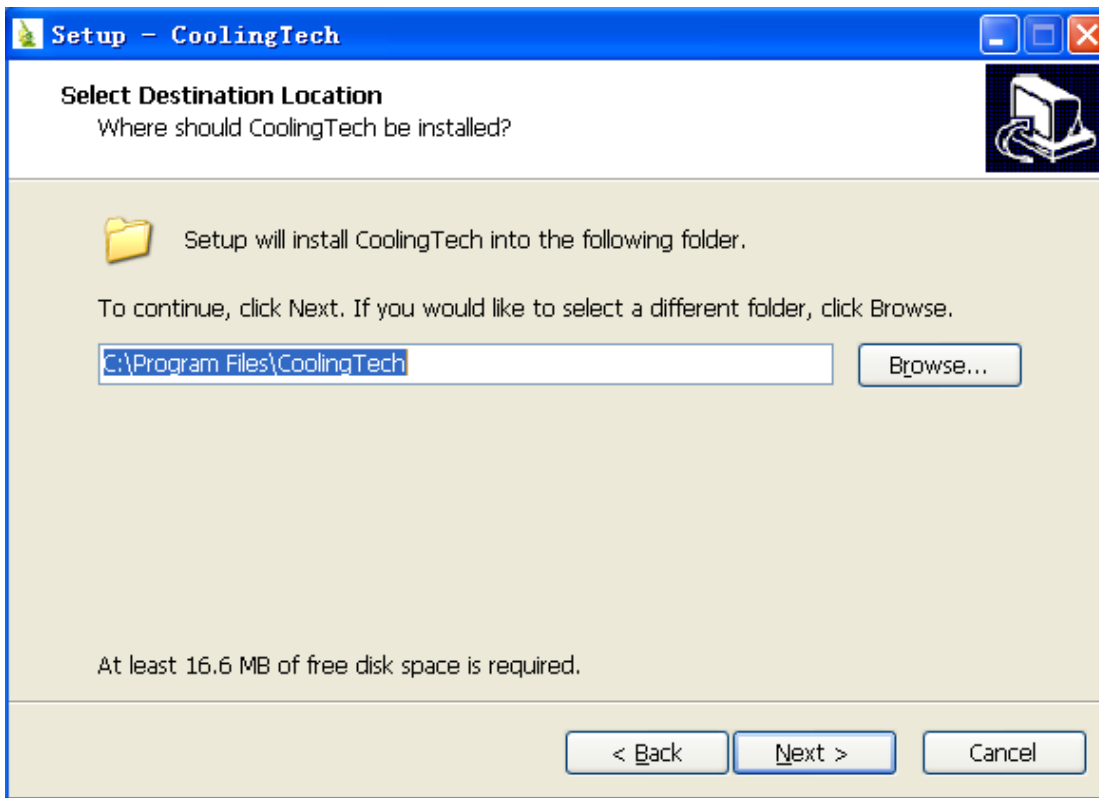 Setup - CoolingTech
Select Destination Location
Where should CoolingTech be installed?
Setup will install CoolingTech into the following folder.
To continue, click Next. If you would like to select a different folder, click Browse.
C:\Program Files\CoolingTech
Browse...
At least 16.6 MB of free disk space is required.
< Back
Next >
Cancel